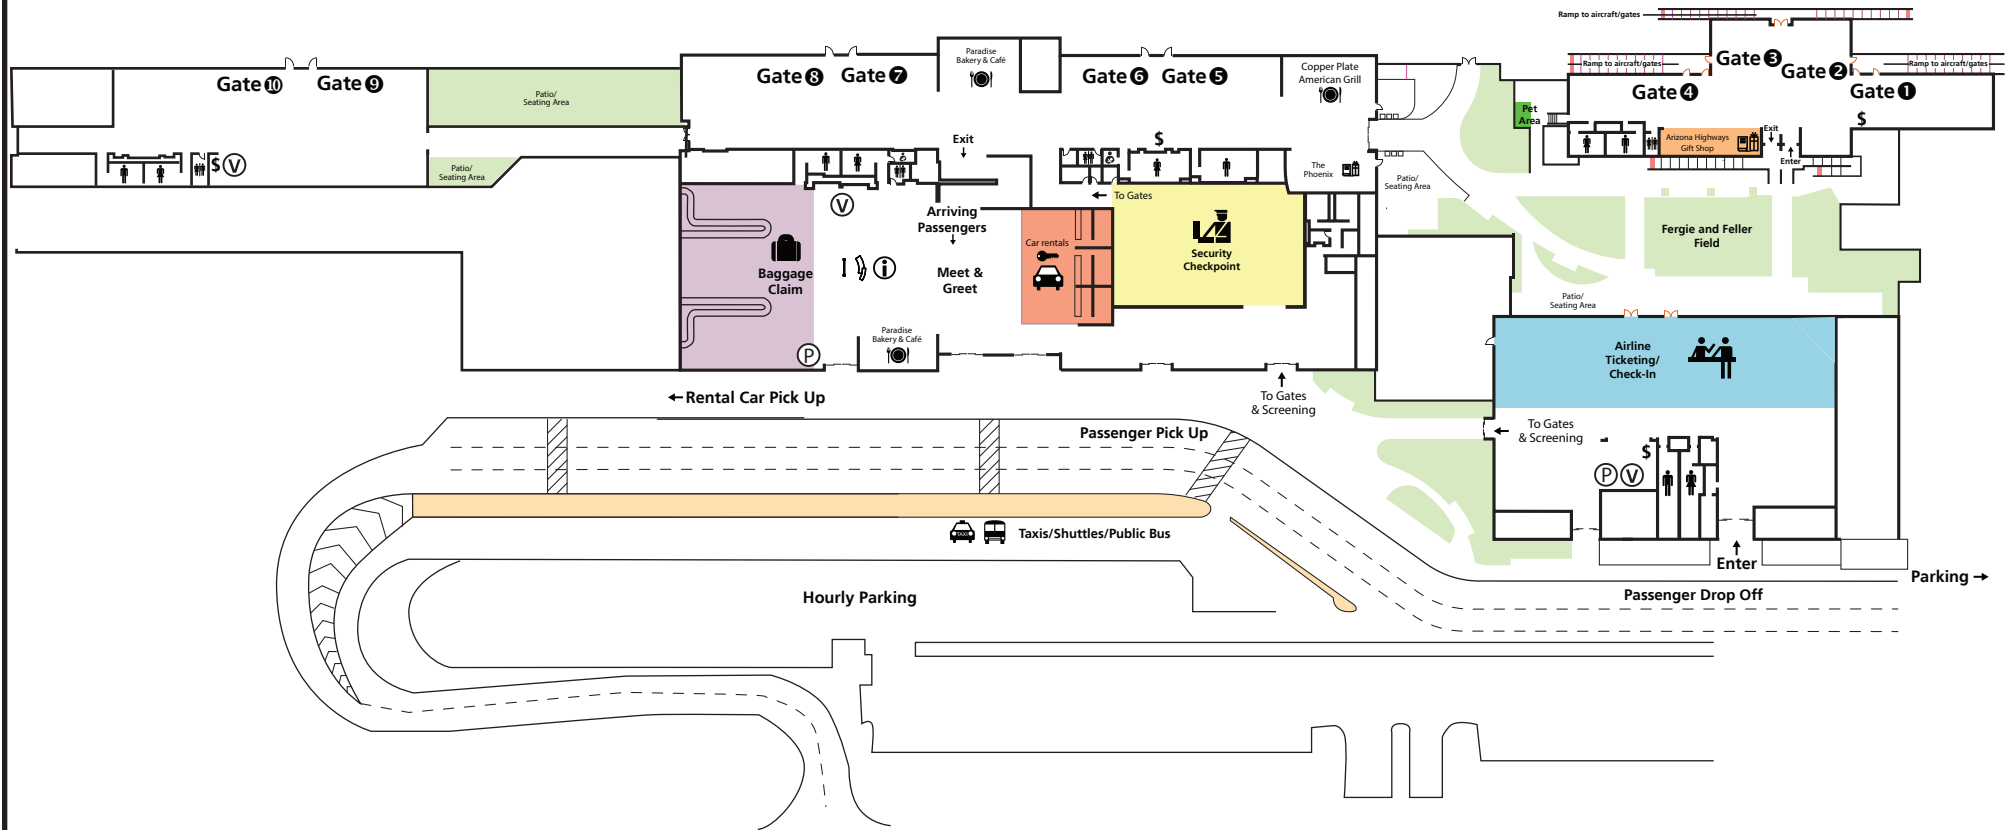 Ramp to aircraft/gates
Ramp to aircraft/gates
Ramp to aircraft/gates
Gate 10
Gate 9
Patio/
Seating Area
Patio/
Seating Area
$ V
Gate 8
Gate 7
Paradise
Bakery & Café
Gate 6
Gate 5
Copper Plate
American Grill
Gate 3
Gate 2
Gate 4
Gate 1
$
Pet
Area
Arizona Highways
Gift Shop
Exit
Enter
Exit
$
The
Phoenix
Patio/
Seating Area
To Gates
V
Arriving
Passengers
Car rentals
Security
Checkpoint
Fergie and Feller
Field
Baggage
Claim
i
Meet &
Greet
Patio/
Seating Area
Paradise
Bakery & Café
P
Airline
Ticketing/
Check-In
Rental Car Pick Up
To Gates
& Screening
To Gates
& Screening
Passenger Pick Up
$
P V
TAXI
Taxis/Shuttles/Public Bus
Enter
Parking
Hourly Parking
Passenger Drop Off